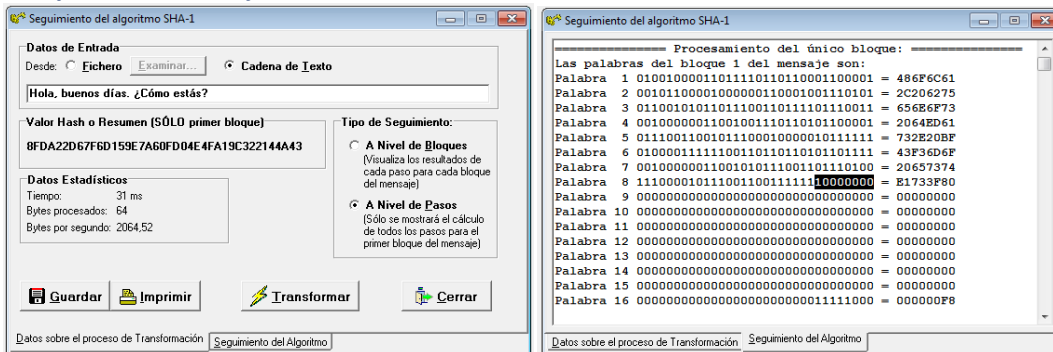 Seguimiento del algoritmo SHA-1
Datos de Entrada
Desde: Fichero Examinar... Cadena de Texto
Hola, buenos días. ¿Cómo estás?
Valor Hash o Resumen (SÓLO primer bloque)
8FDA22D67F6D159E7A60FD04E4FA19C322144A43
Datos Estadísticos
Tiempo: 31 ms
Bytes procesados: 64
Bytes por segundo: 2064,52
Tipo de Seguimiento:
A Nivel de Bloques
(Visualiza los resultados de
cada paso para cada bloque
del mensaje)
A Nivel de Pasos
(Sólo se mostrará el cálculo
de todos los pasos para el
primer bloque del mensaje)
Guardar Imprimir Transformar Cerrar
Datos sobre el proceso de Transformación Seguimiento del Algoritmo
Seguimiento del algoritmo SHA-1
================ Procesamiento del único bloque: ================
Las palabras del bloque 1 del mensaje son:
Palabra 1 01001000011011110110110001100001 = 486F6C61
Palabra 2 00101100001000000110001001110101 = 2C206275
Palabra 3 01100101011011100110111101110011 = 656E6F73
Palabra 4 00100000011001001110110101100001 = 2064ED61
Palabra 5 01110011001011100010000010111111 = 732E20BF
Palabra 6 01000011111100110110110101101111 = 43F36D6F
Palabra 7 00100000011001010111001101110100 = 20657374
Palabra 8 11100001011100110011111110000000 = E1733F80
Palabra 9 00000000000000000000000000000000 = 00000000
Palabra 10 00000000000000000000000000000000 = 00000000
Palabra 11 00000000000000000000000000000000 = 00000000
Palabra 12 00000000000000000000000000000000 = 00000000
Palabra 13 00000000000000000000000000000000 = 00000000
Palabra 14 00000000000000000000000000000000 = 00000000
Palabra 15 00000000000000000000000000000000 = 00000000
Palabra 16 00000000000000000000000011111000 = 000000F8
Datos sobre el proceso de Transformación Seguimiento del Algoritmo